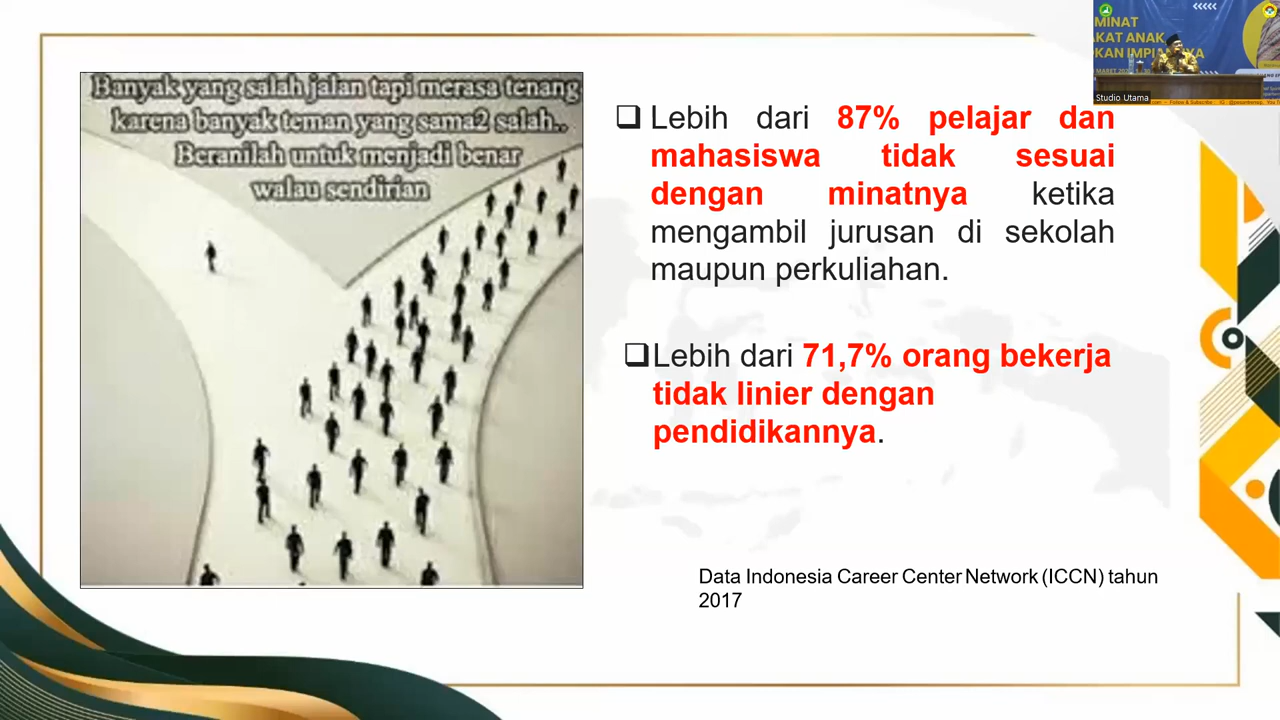 Banyak yang salah jalan tapi merasa tenang
karena banyak teman yang sama2 salah..
Beranilah untuk menjadi benar
walau sendirian
❑ Lebih dari 87% pelajar dan
mahasiswa tidak sesuai
dengan minatnya ketika
mengambil jurusan di sekolah
maupun perkuliahan.
❑ Lebih dari 71,7% orang bekerja
tidak linier dengan
pendidikannya.
Data Indonesia Career Center Network (ICCN) tahun
2017
MINAT
AKAT ANAK
Studio Utama